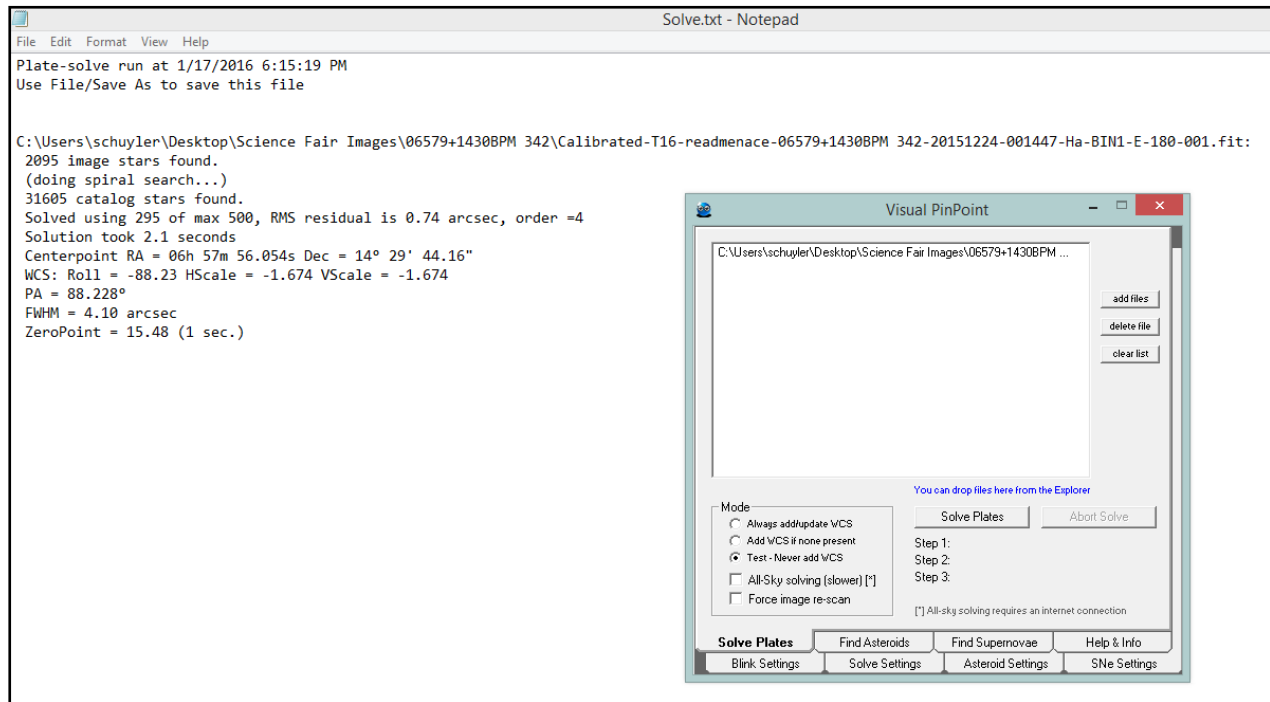 Solve.txt - Notepad
File Edit Format View Help
Plate-solve run at 1/17/2016 6:15:19 PM
Use File/Save As to save this file
C:\Users\schuyler\Desktop\Science Fair Images\06579+1430BPM 342\Calibrated-T16-readmenace-06579+1430BPM 342-20151224-001447-Ha-BIN1-E-180-001.fit:
2095 image stars found.
(doing spiral search...)
31605 catalog stars found.
Solved using 295 of max 500, RMS residual is 0.74 arcsec, order =4
Solution took 2.1 seconds
Centerpoint RA = 06h 57m 56.054s Dec = 14º 29' 44.16"
WCS: Roll = -88.23 HScale = -1.674 VScale = -1.674
PA = 88.228º
FWHM = 4.10 arcsec
ZeroPoint = 15.48 (1 sec.)
Visual PinPoint
C:\Users\schuyler\Desktop\Science Fair Images\06579+1430BPM ...
add files
delete file
clear list
You can drop files here from the Explorer
Mode
Always add/update WCS
Add WCS if none present
Test - Never add WCS
All-Sky solving (slower) [*]
Force image re-scan
Solve Plates Abort Solve
Step 1:
Step 2:
Step 3:
[*] All-sky solving requires an internet connection
Solve Plates Find Asteroids Find Supernovae Help & Info
Blink Settings Solve Settings Asteroid Settings SNe Settings